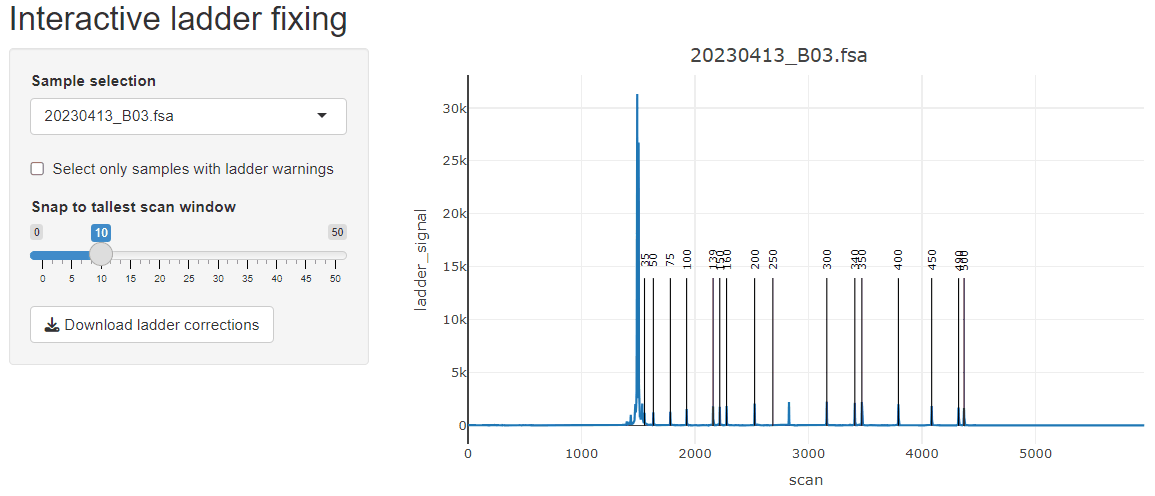 Interactive ladder fixing
Sample selection
20230413_B03.fsa
Select only samples with ladder warnings
Snap to tallest scan window
0 10 50
0 5 10 15 20 25 30 35 40 45 50
Download ladder corrections
20230413_B03.fsa
ladder_signal
30k
25k
20k
15k
10k
5k
0
35 50 75 100 139 150 160 200 250 300 340 350 400 450 490 500
0 1000 2000 3000 4000 5000
scan